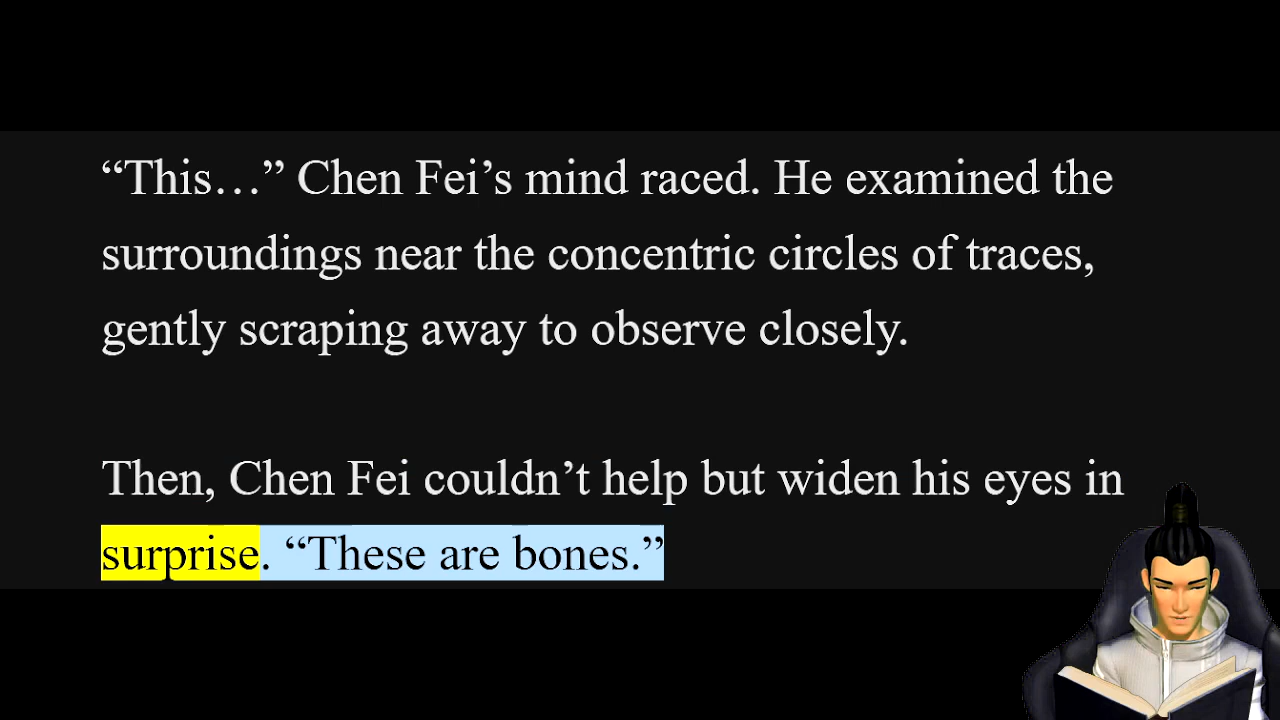 “This…” Chen Fei’s mind raced. He examined the
surroundings near the concentric circles of traces,
gently scraping away to observe closely.
Then, Chen Fei couldn’t help but widen his eyes in
surprise. “These are bones.”